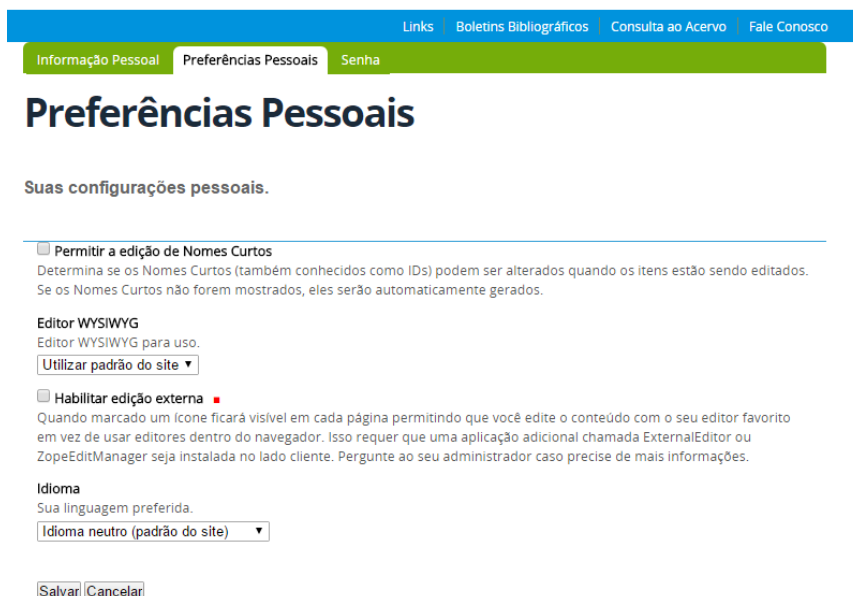 Links Boletins Bibliográficos Consulta ao Acervo Fale Conosco
Informação Pessoal Preferências Pessoais Senha
Preferências Pessoais
Suas configurações pessoais.
Permitir a edição de Nomes Curtos
Determina se os Nomes Curtos (também conhecidos como IDs) podem ser alterados quando os itens estão sendo editados.
Se os Nomes Curtos não forem mostrados, eles serão automaticamente gerados.
Editor WYSIWYG
Editor WYSIWYG para uso.
Utilizar padrão do site
Habilitar edição externa
Quando marcado um ícone ficará visível em cada página permitindo que você edite o conteúdo com o seu editor favorito
em vez de usar editores dentro do navegador. Isso requer que uma aplicação adicional chamada ExternalEditor ou
ZopeEditManager seja instalada no lado cliente. Pergunte ao seu administrador caso precise de mais informações.
Idioma
Sua linguagem preferida.
Idioma neutro (padrão do site)
Salvar Cancelar